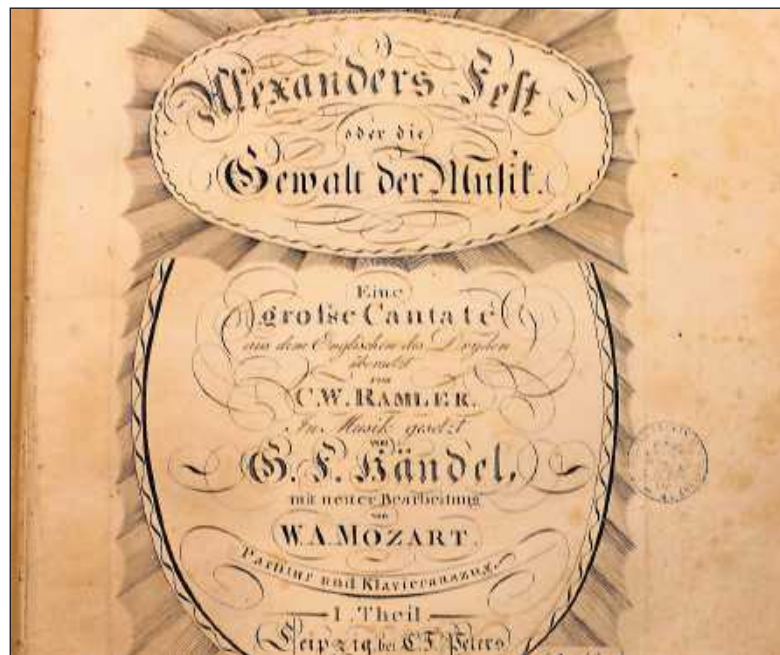 Alexanders Fest
oder die
Gewalt der Musik.
Eine
große Cantate
aus dem Englischen des Dryden
übersetzt
von
C. W. RAMLER.
In Musik gesetzt
von
G. F. Händel,
mit neuer Bearbeitung
von
W. A. MOZART.
Partitur und Klavierauszug.
I. Theil
Leipzig, bei C. F. Peters